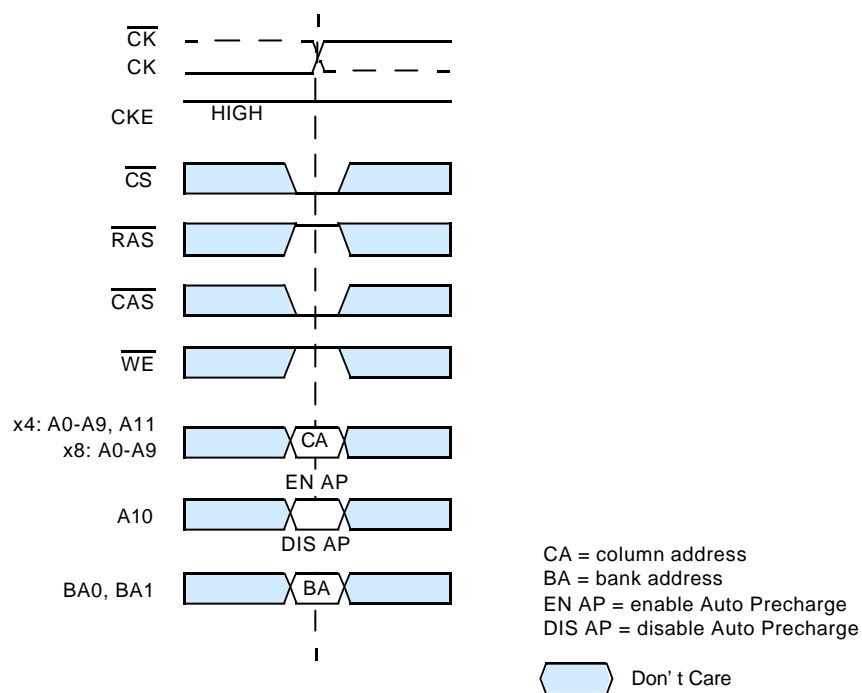 CK
CK
CKE
HIGH
CS
RAS
CAS
WE
x4: A0-A9, A11
x8: A0-A9
CA
EN AP
A10
DIS AP
BA0, BA1
BA
CA = column address
BA = bank address
EN AP = enable Auto Precharge
DIS AP = disable Auto Precharge
Don' t Care